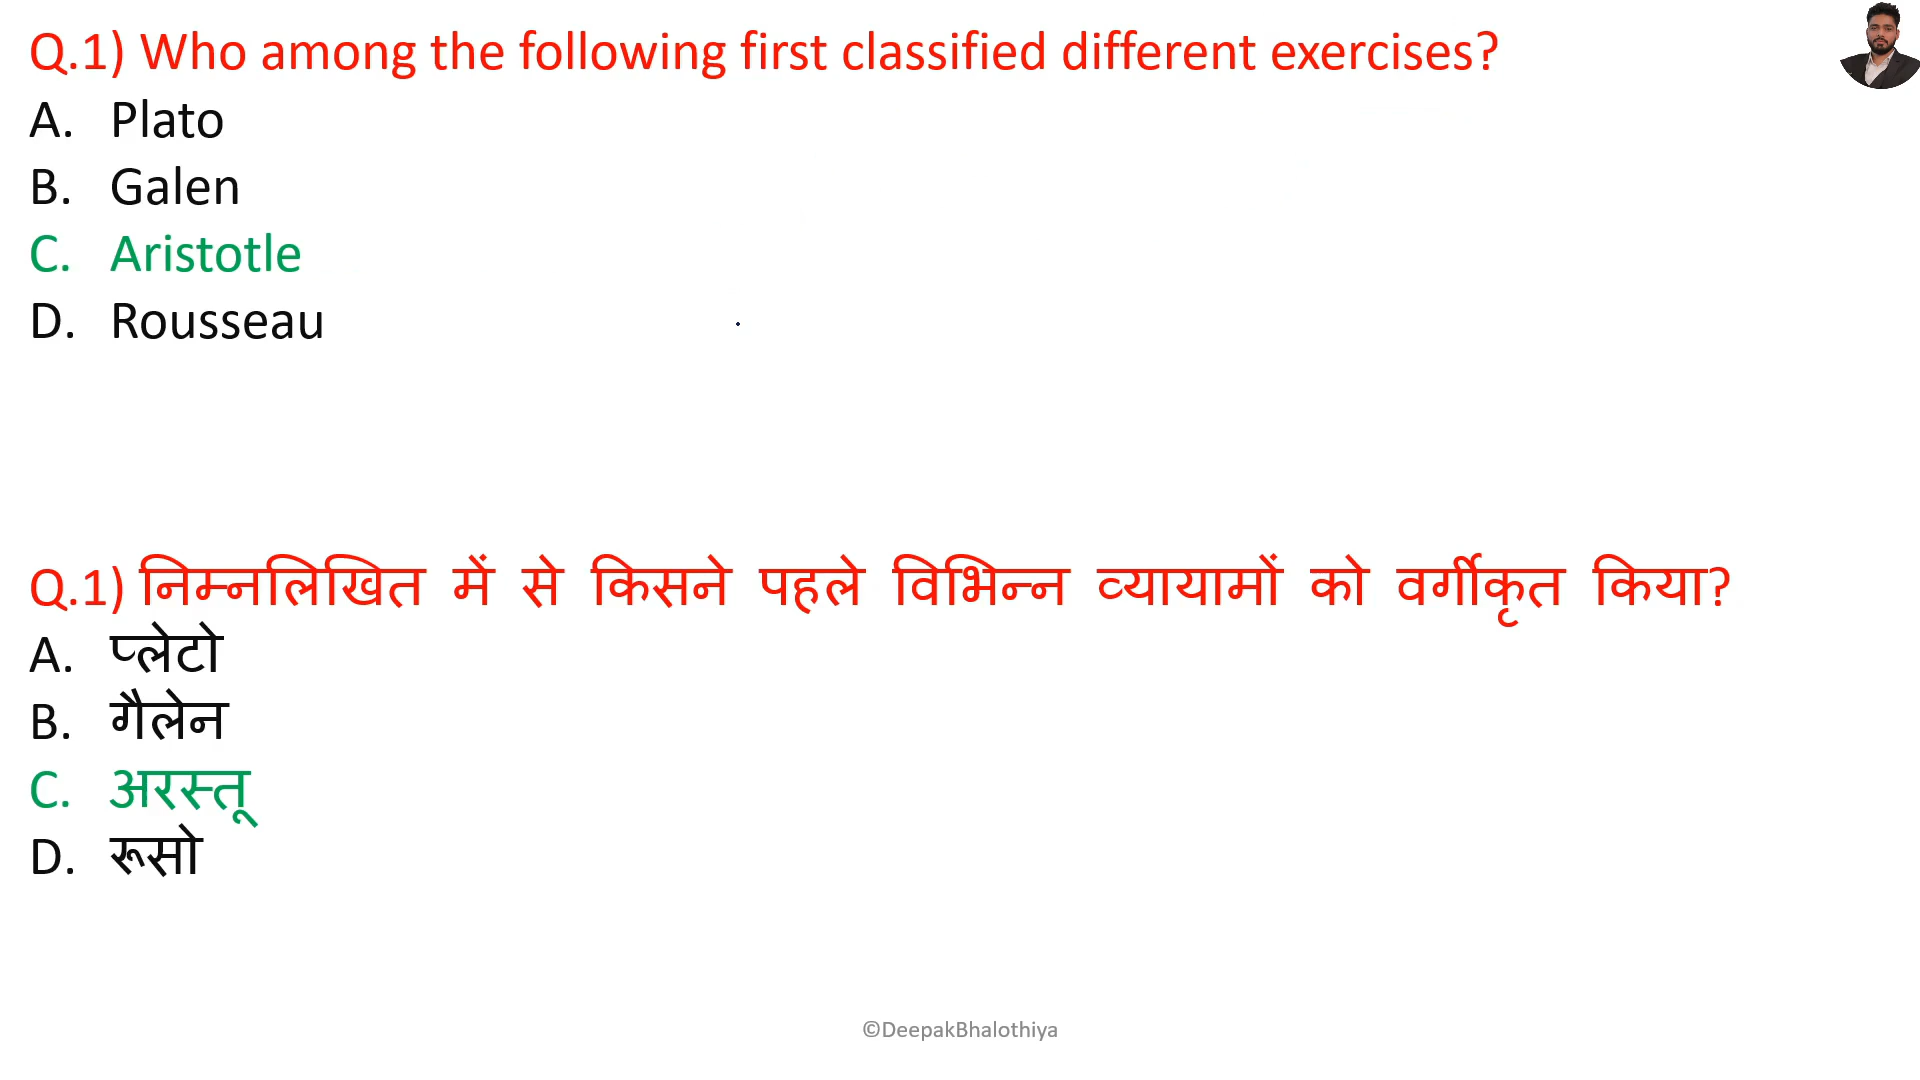 Q.1) Who among the following first classified different exercises?
A. Plato
B. Galen
C. Aristotle
D. Rousseau
Q.1) निम्नलिखित में से किसने पहले विभिन्न व्यायामों को वर्गीकृत किया?
A. प्लेटो
B. गैलेन
C. अरस्तू
D. रूसो
©DeepakBhalothiya